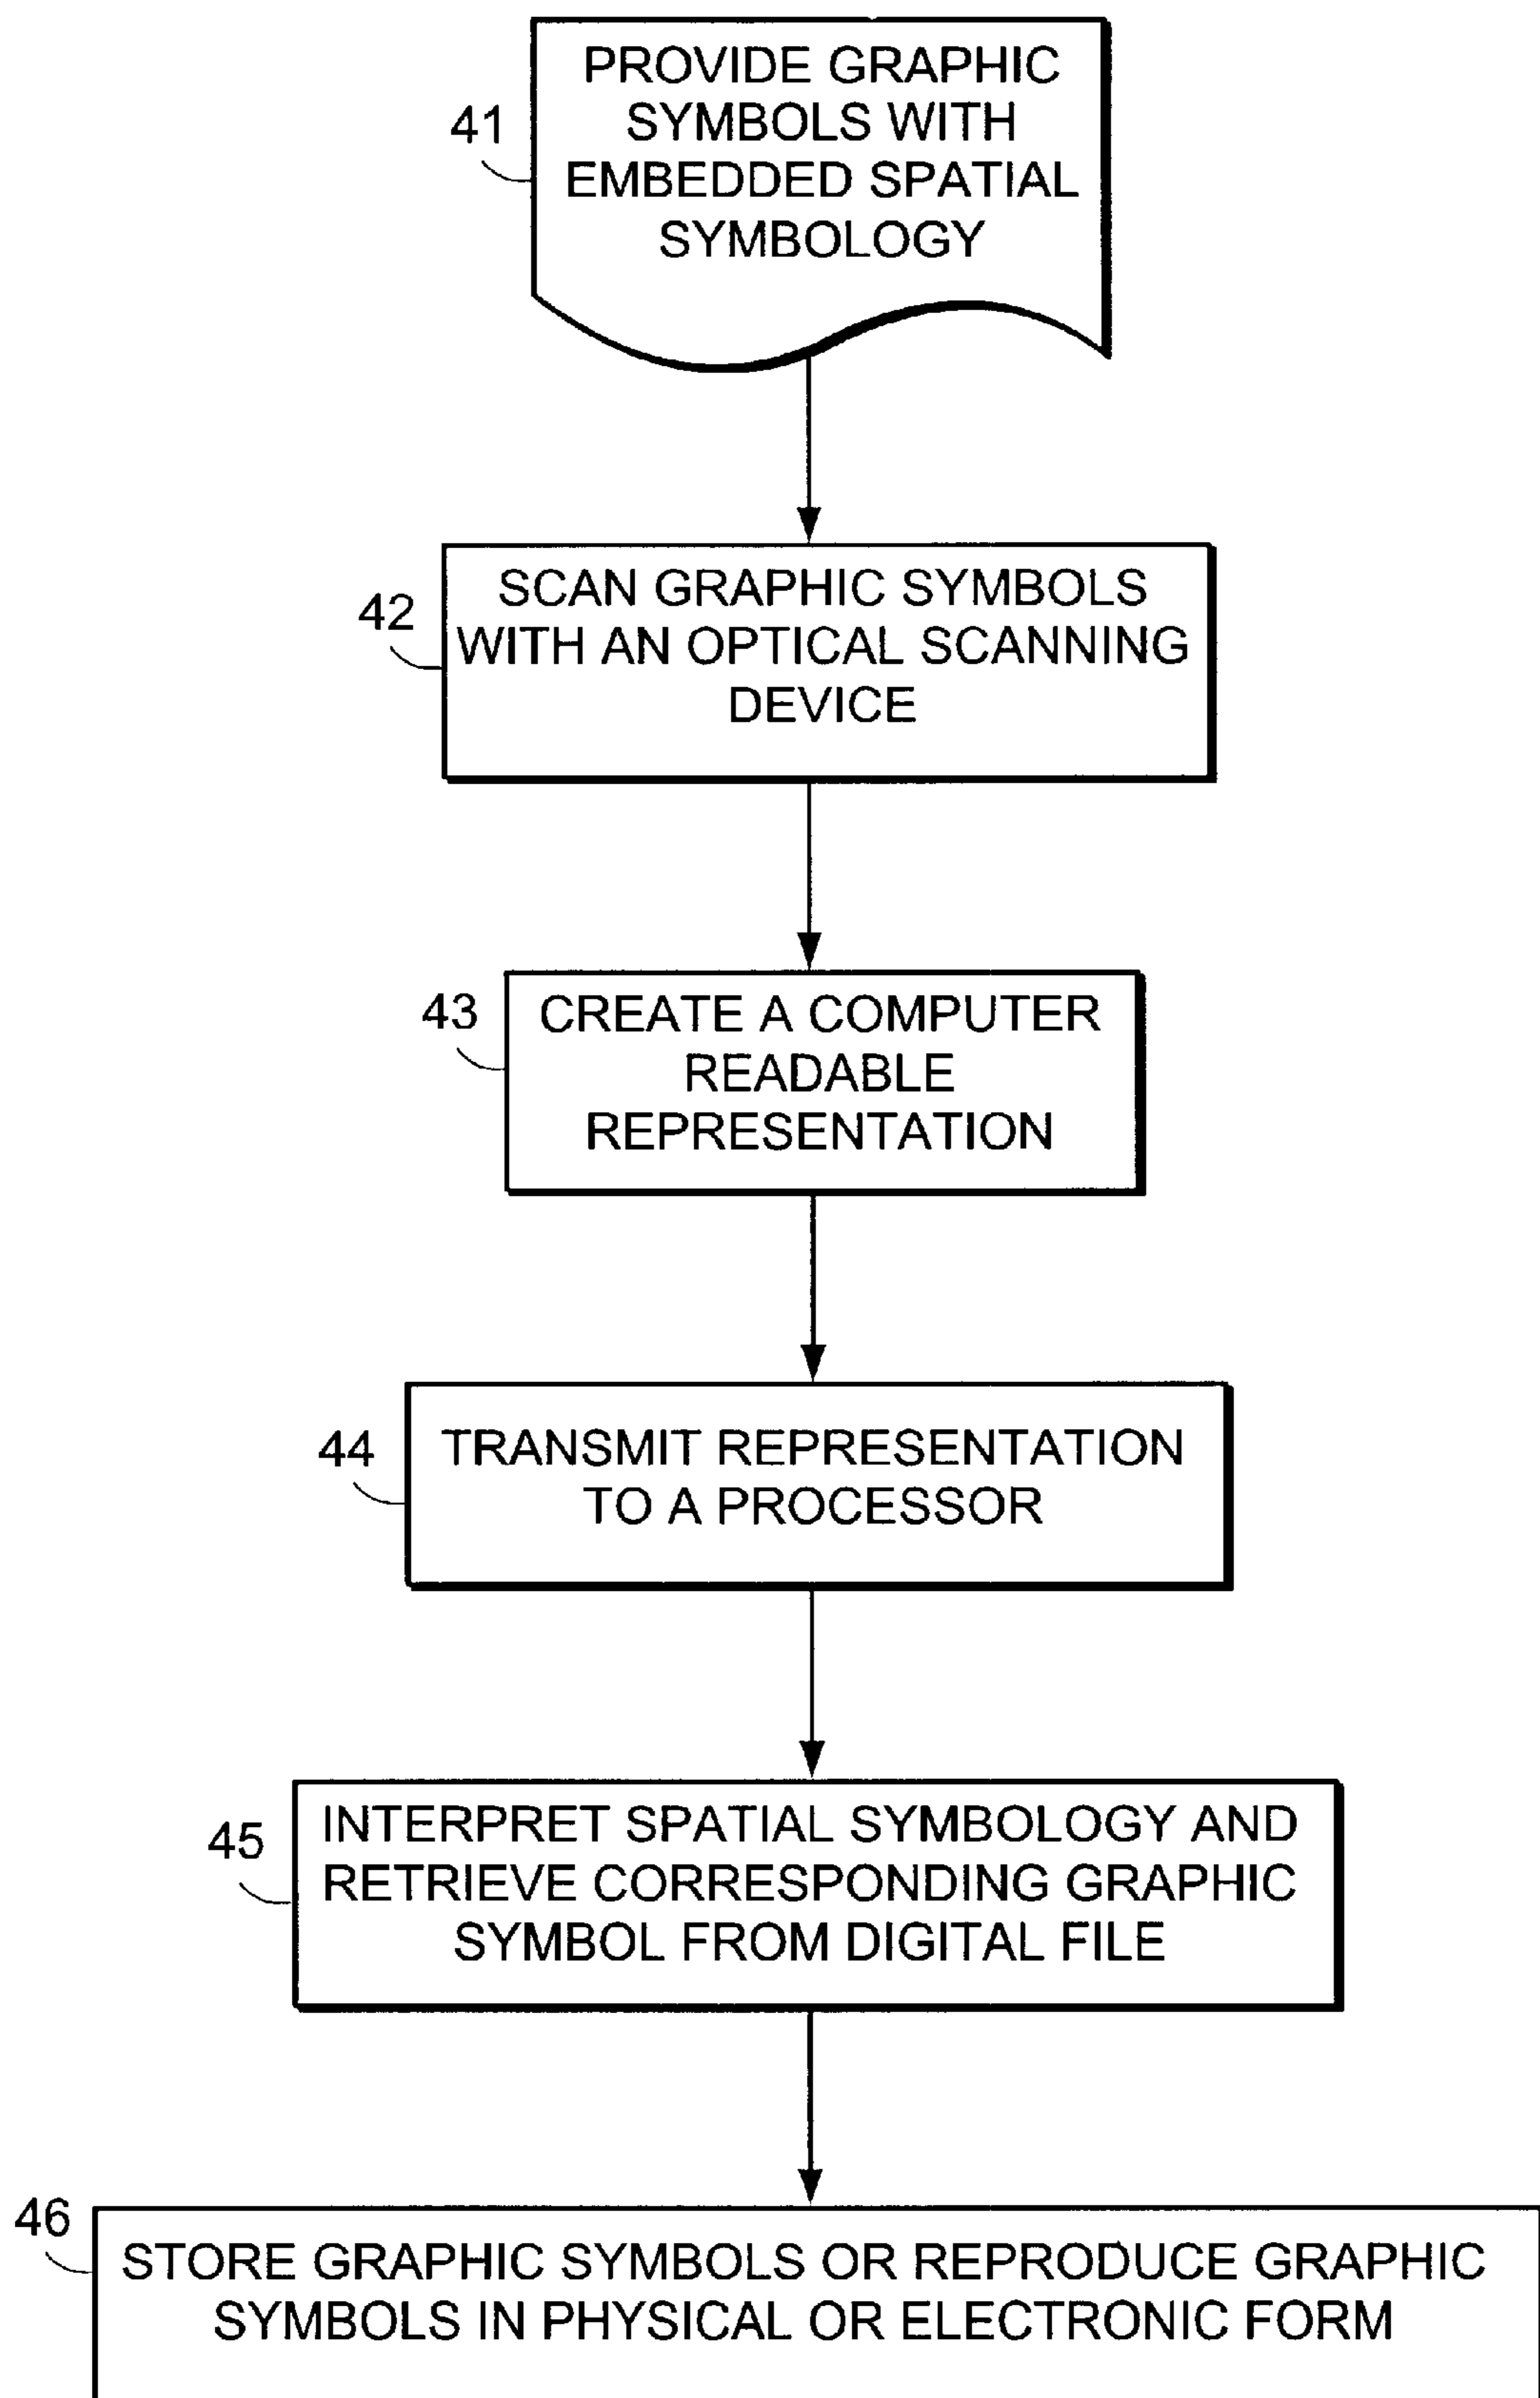 41
PROVIDE GRAPHIC
SYMBOLS WITH
EMBEDDED SPATIAL
SYMBOLOGY
42
SCAN GRAPHIC SYMBOLS
WITH AN OPTICAL SCANNING
DEVICE
43
CREATE A COMPUTER
READABLE
REPRESENTATION
44
TRANSMIT REPRESENTATION
TO A PROCESSOR
45
INTERPRET SPATIAL SYMBOLOGY AND
RETRIEVE CORRESPONDING GRAPHIC
SYMBOL FROM DIGITAL FILE
46
STORE GRAPHIC SYMBOLS OR REPRODUCE GRAPHIC
SYMBOLS IN PHYSICAL OR ELECTRONIC FORM